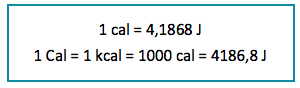 1 cal = 4,1868 J
1 Cal = 1 kcal = 1000 cal = 4186,8 J